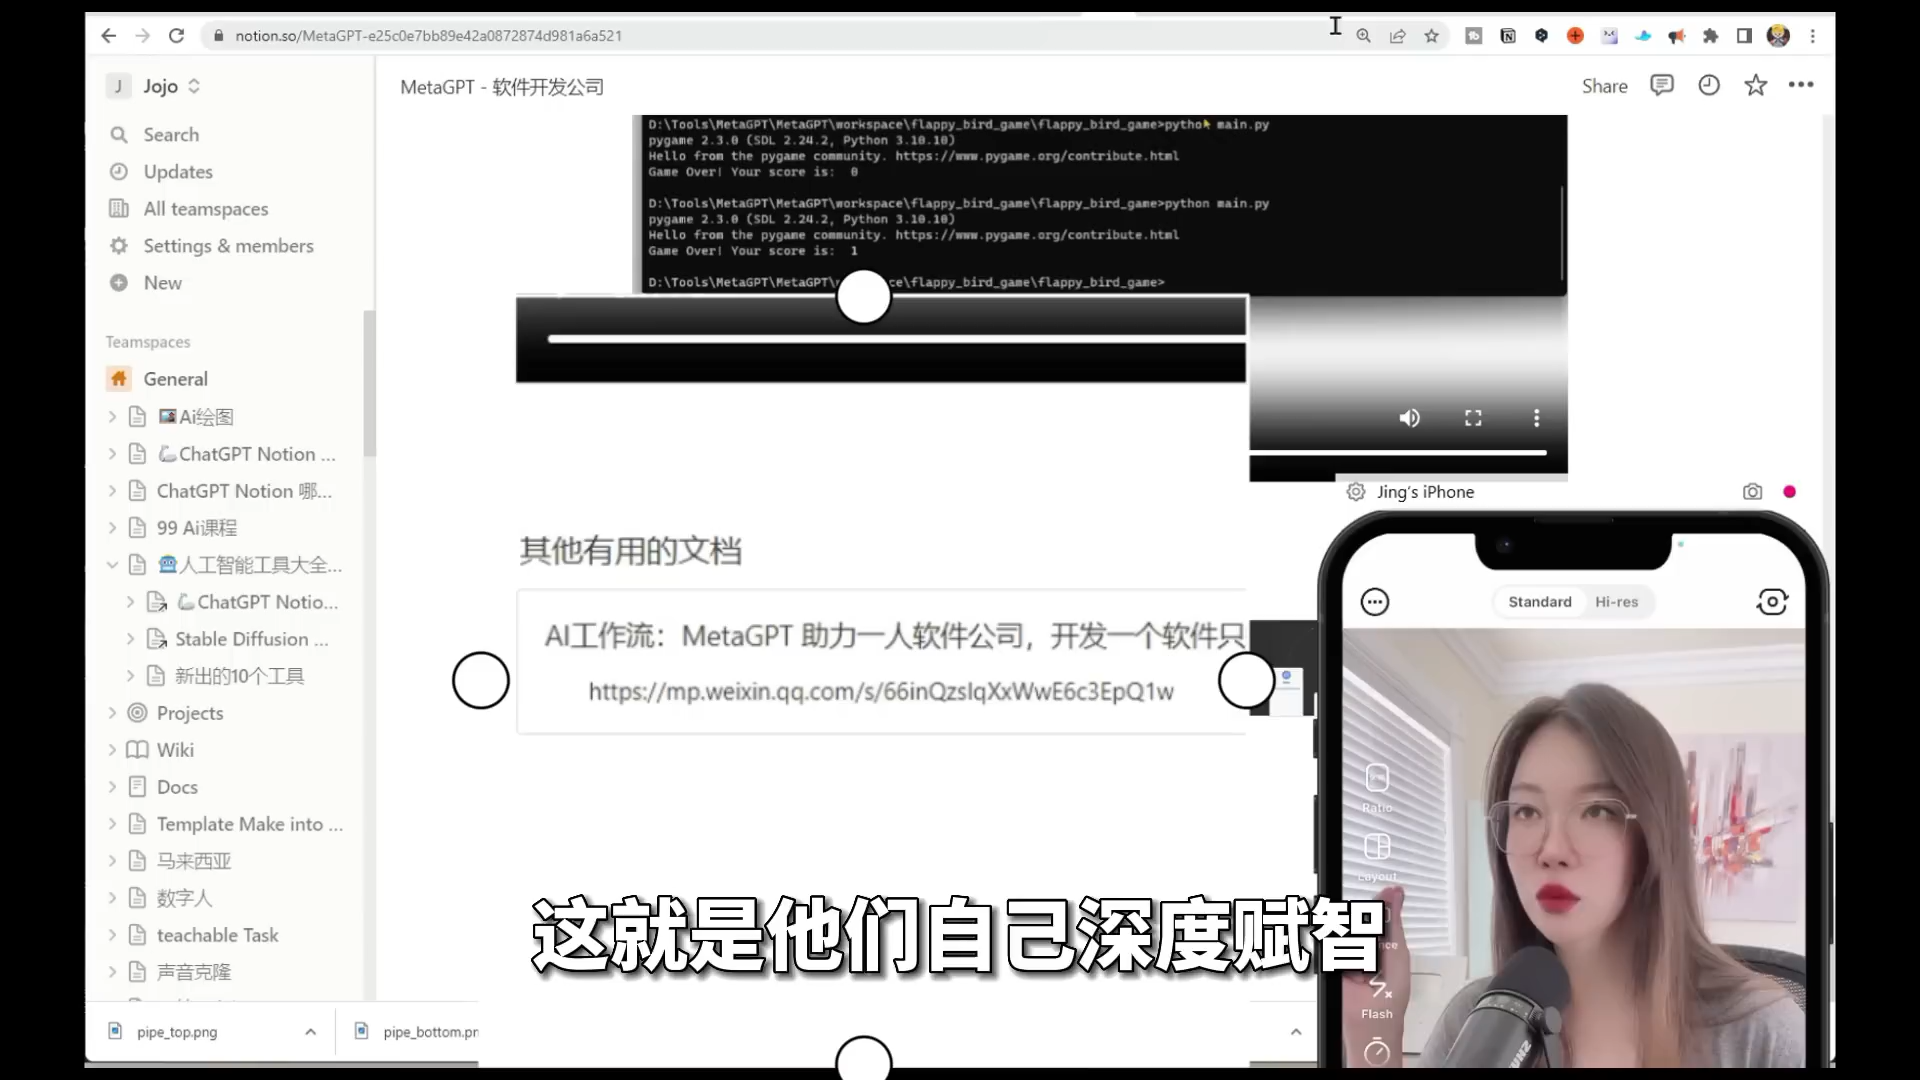 notion.so/MetaGPT-e25c0e7bb89e42a0872874d981a6a521
J Jojo
MetaGPT - 软件开发公司
Share
Search
Updates
All teamspaces
Settings & members
New
Teamspaces
General
Ai绘图
ChatGPT Notion ...
ChatGPT Notion 哪...
99 Ai课程
人工智能工具大全...
ChatGPT Notio...
Stable Diffusion ...
新出的10个工具
Projects
Wiki
Docs
Template Make into ...
马来西亚
数字人
teachable Task
声音克隆
D:\Tools\MetaGPT\MetaGPT\workspace\flappy_bird_game\flappy_bird_game>python main.py
pygame 2.3.0 (SDL 2.24.2, Python 3.10.10)
Hello from the pygame community. https://www.pygame.org/contribute.html
Game Over! Your score is: 0
D:\Tools\MetaGPT\MetaGPT\workspace\flappy_bird_game\flappy_bird_game>python main.py
pygame 2.3.0 (SDL 2.24.2, Python 3.10.10)
Hello from the pygame community. https://www.pygame.org/contribute.html
Game Over! Your score is: 1
D:\Tools\MetaGPT\MetaGPT\ ce\flappy_bird_game\flappy_bird_game>
其他有用的文档
AI工作流：MetaGPT 助力一人软件公司，开发一个软件只
Jing's iPhone
Standard Hi-res
Ratio
Layout
Flash
这就是他们自己深度赋智
pipe_top.png
pipe_bottom.pn